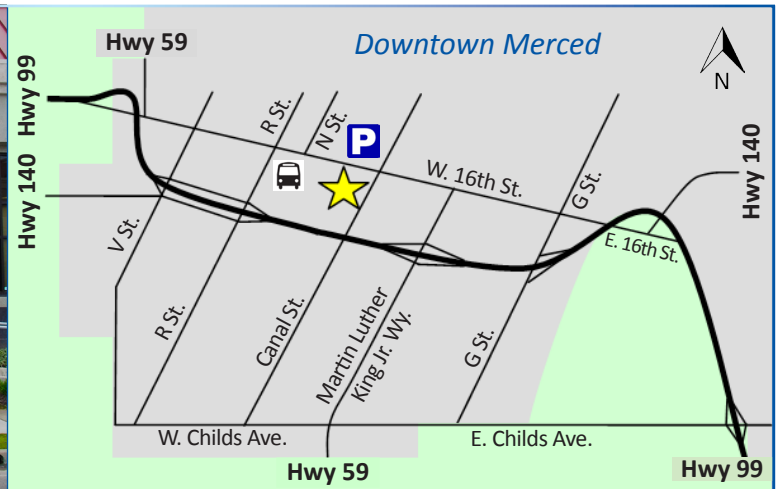 Downtown Merced
Hwy 59
Hwy 99
R St.
N St.
P
N
W. 16th St.
Hwy 140
Hwy 140
G St.
V St.
E. 16th St.
R St.
Canal St.
Martin Luther
King Jr. Wy.
G St.
W. Childs Ave.
E. Childs Ave.
Hwy 59
Hwy 99